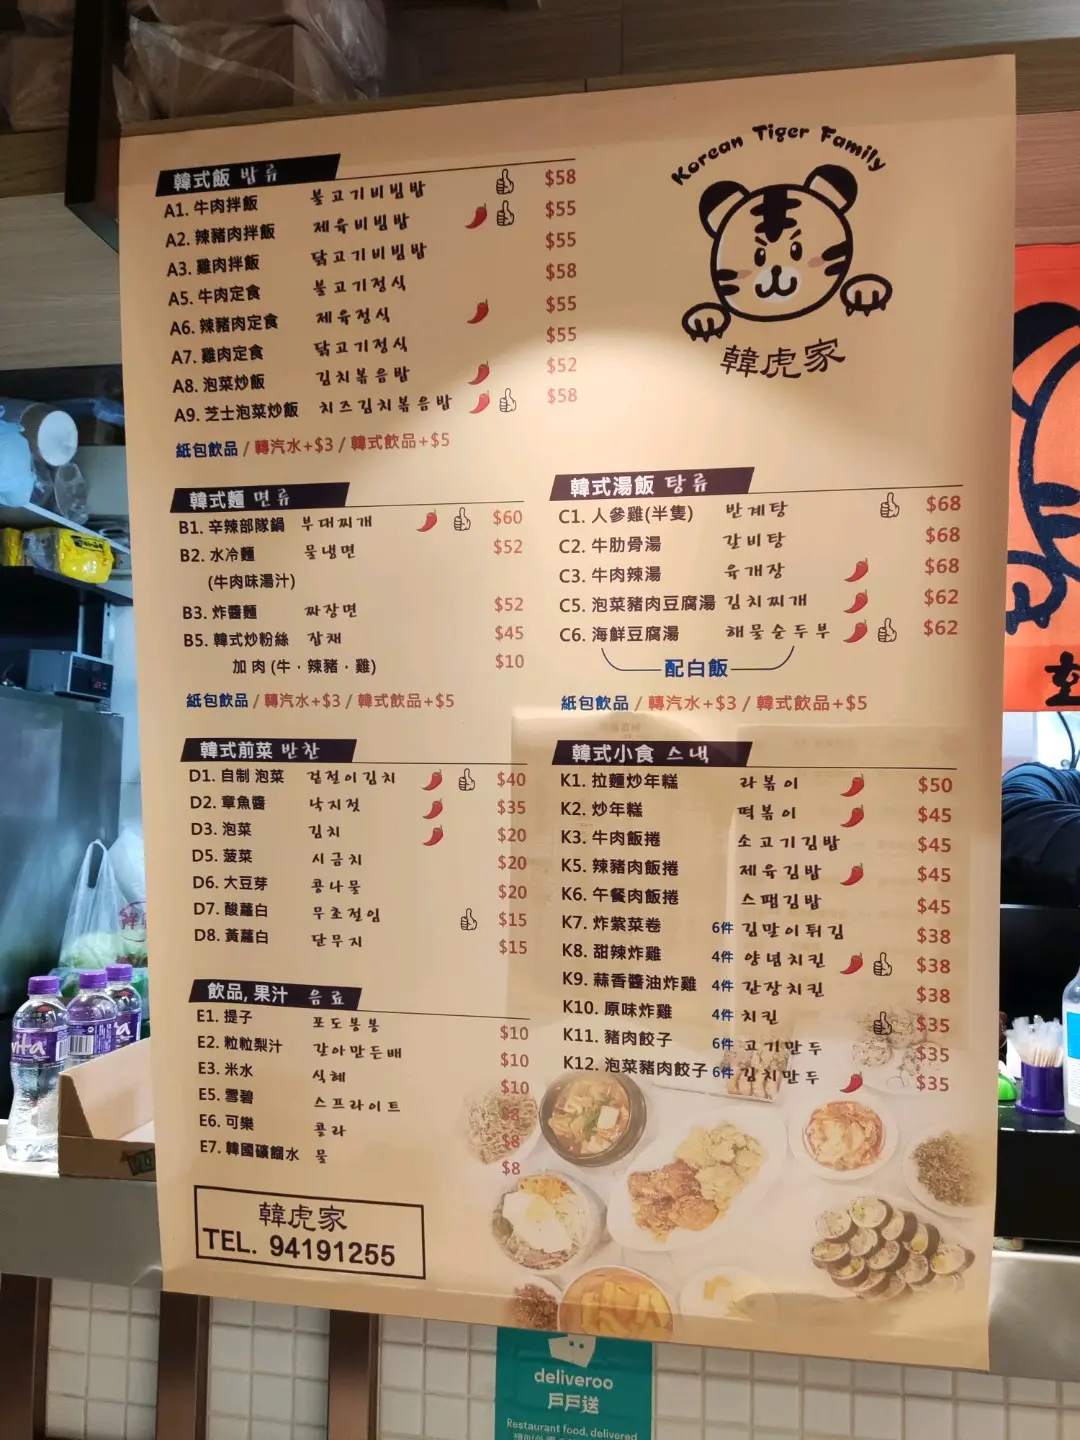 Korean Tiger Family
韓虎家
韓式飯 밥류
A1. 牛肉拌飯 불고기비빔밥 $58
A2. 辣豬肉拌飯 제육비빔밥 $55
A3. 雞肉拌飯 닭고기비빔밥 $55
A5. 牛肉定食 불고기정식 $58
A6. 辣豬肉定食 제육정식 $55
A7. 雞肉定食 닭고기정식 $55
A8. 泡菜炒飯 김치볶음밥 $52
A9. 芝士泡菜炒飯 치즈김치볶음밥 $58
紙包飲品 / 轉汽水+$3 / 韓式飲品+$5
韓式麵 면류
B1. 辛辣部隊鍋 부대찌개 $60
B2. 水冷麵 물냉면 $52
(牛肉味湯汁)
B3. 炸醬麵 짜장면 $52
B5. 韓式炒粉絲 잡채 $45
加肉 (牛 · 辣豬 · 雞) $10
紙包飲品 / 轉汽水+$3 / 韓式飲品+$5
韓式湯飯 탕류
C1. 人參雞(半隻) 반계탕 $68
C2. 牛肋骨湯 갈비탕 $68
C3. 牛肉辣湯 육개장 $68
C5. 泡菜豬肉豆腐湯 김치찌개 $62
C6. 海鮮豆腐湯 해물순두부 $62
配白飯
紙包飲品 / 轉汽水+$3 / 韓式飲品+$5
韓式前菜 반찬
D1. 自制 泡菜 겉절이김치 $40
D2. 章魚醬 낙지젓 $35
D3. 泡菜 김치 $20
D5. 菠菜 시금치 $20
D6. 大豆芽 콩나물 $20
D7. 酸蘿白 무초절임 $15
D8. 黃蘿白 단무지 $15
飲品, 果汁 음료
E1. 提子 포도봉봉 $10
E2. 粒粒梨汁 갈아만든배 $10
E3. 米水 식혜 $10
E5. 雪碧 스프라이트 $8
E6. 可樂 콜라 $8
E7. 韓國礦餾水 물 $8
韓式小食 스낵
K1. 拉麵炒年糕 라볶이 $50
K2. 炒年糕 떡볶이 $45
K3. 牛肉飯捲 소고기김밥 $45
K5. 辣豬肉飯捲 제육김밥 $45
K6. 午餐肉飯捲 스팸김밥 $45
K7. 炸紫菜卷 6件 김말이튀김 $38
K8. 甜辣炸雞 4件 양념치킨 $38
K9. 蒜香醬油炸雞 4件 간장치킨 $38
K10. 原味炸雞 4件 치킨 $35
K11. 豬肉餃子 6件 고기만두 $35
K12. 泡菜豬肉餃子 6件 김치만두 $35
韓虎家
TEL. 94191255
deliveroo
戶戶送
Restaurant food, delivered